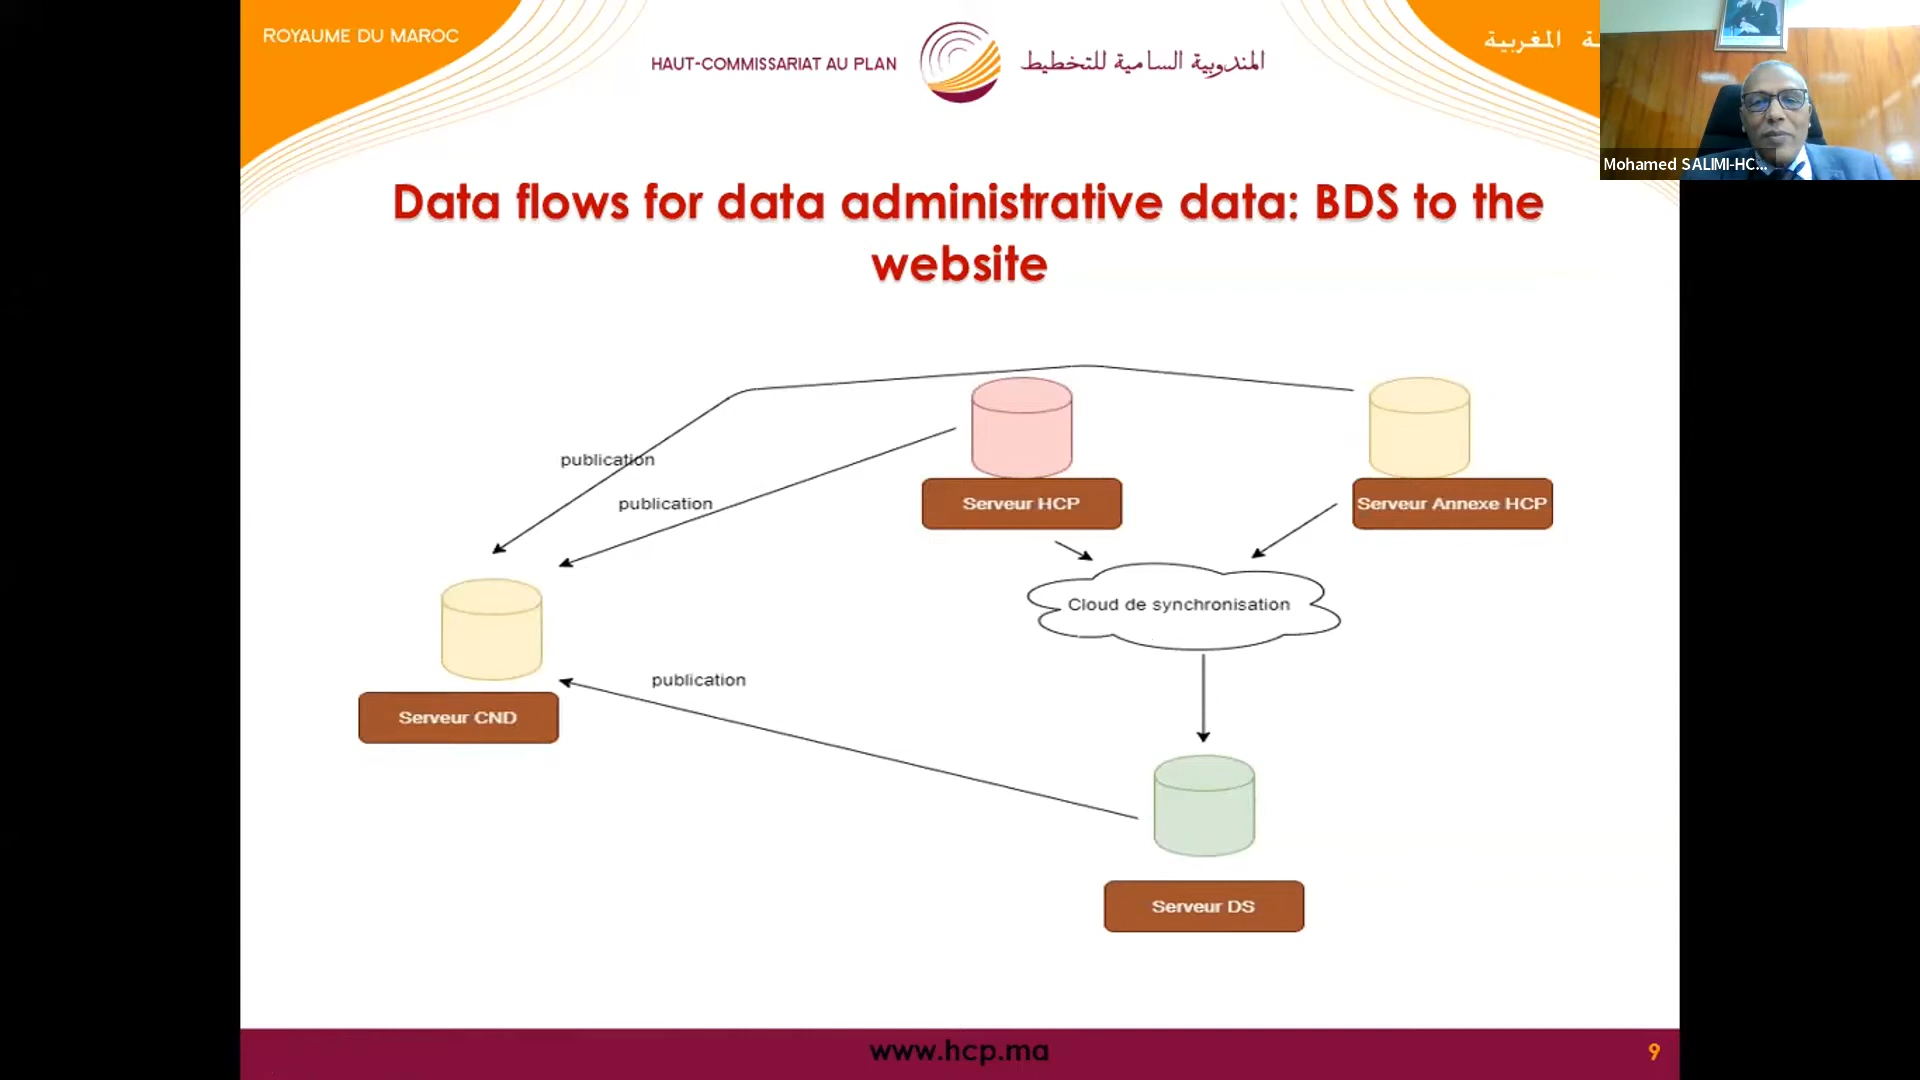 ROYAUME DU MAROC
HAUT-COMMISSARIAT AU PLAN
المندوبية السامية للتخطيط
ـة المغربية
Mohamed SALIMI-HC...
Data flows for data administrative data: BDS to the
website
publication
publication
Serveur HCP
Serveur Annexe HCP
Cloud de synchronisation
publication
Serveur CND
Serveur DS
www.hcp.ma
9